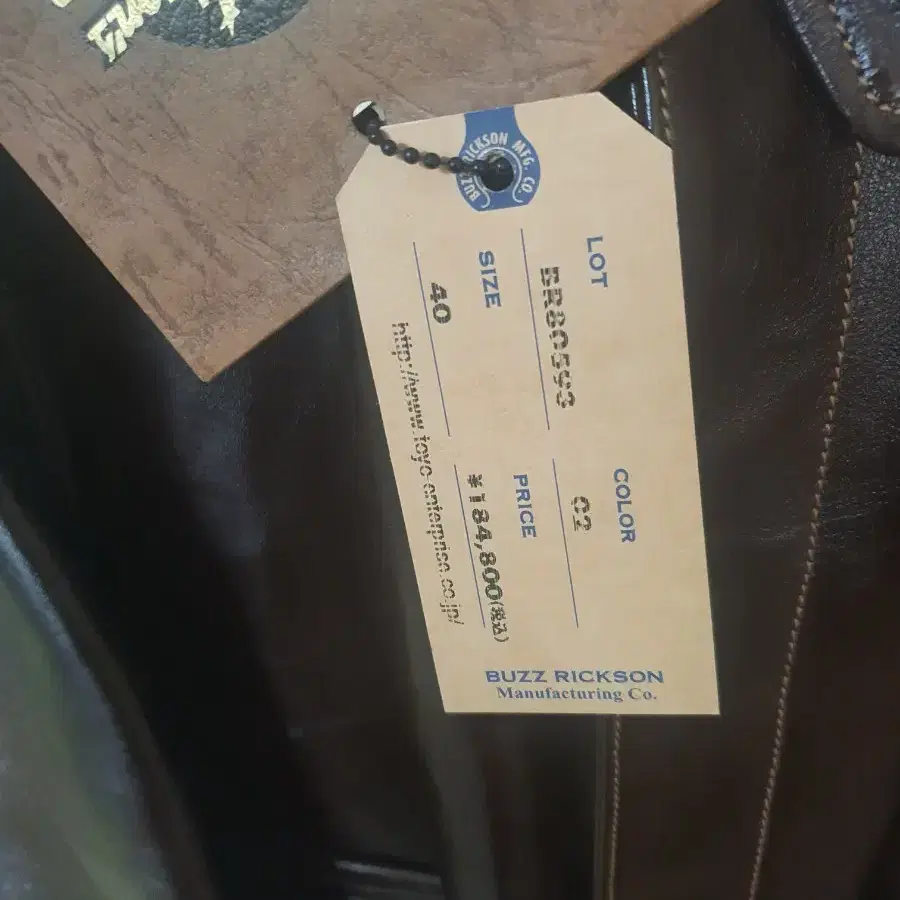 BUZZ RICKSON MFG. CO.
LOT
BR80593
COLOR
02
SIZE
40
PRICE
¥184,800(税込)
http://www.toyo-enterprice.co.jp/
BUZZ RICKSON
Manufacturing Co.